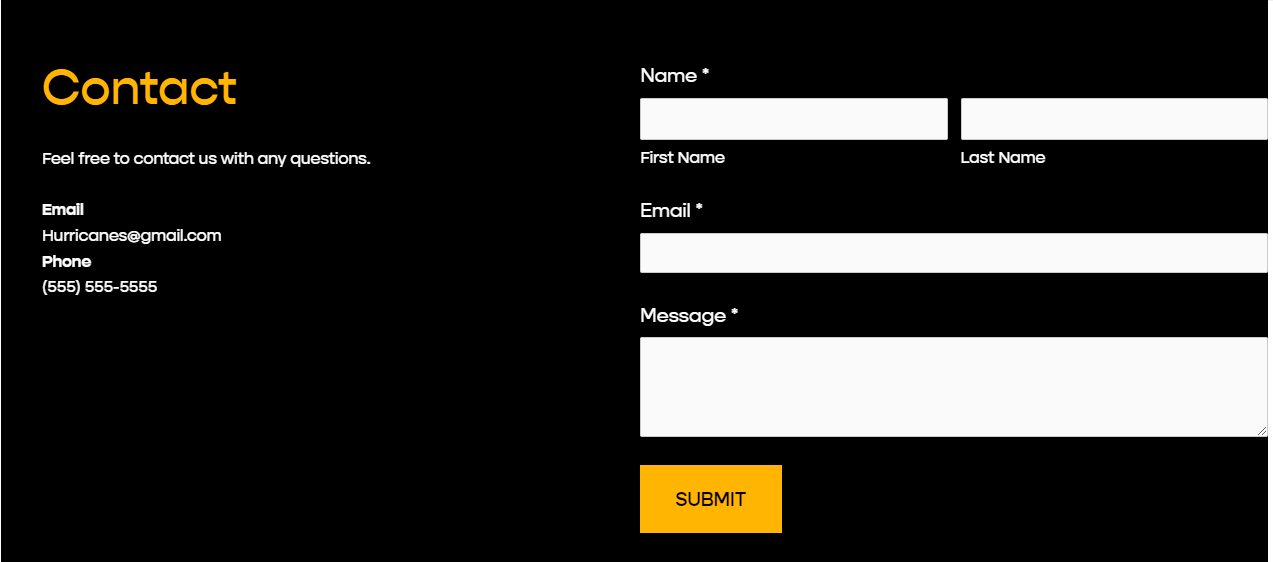 Contact
Feel free to contact us with any questions.
Email
Hurricanes@gmail.com
Phone
(555) 555-5555
Name *
First Name
Last Name
Email *
Message *
SUBMIT